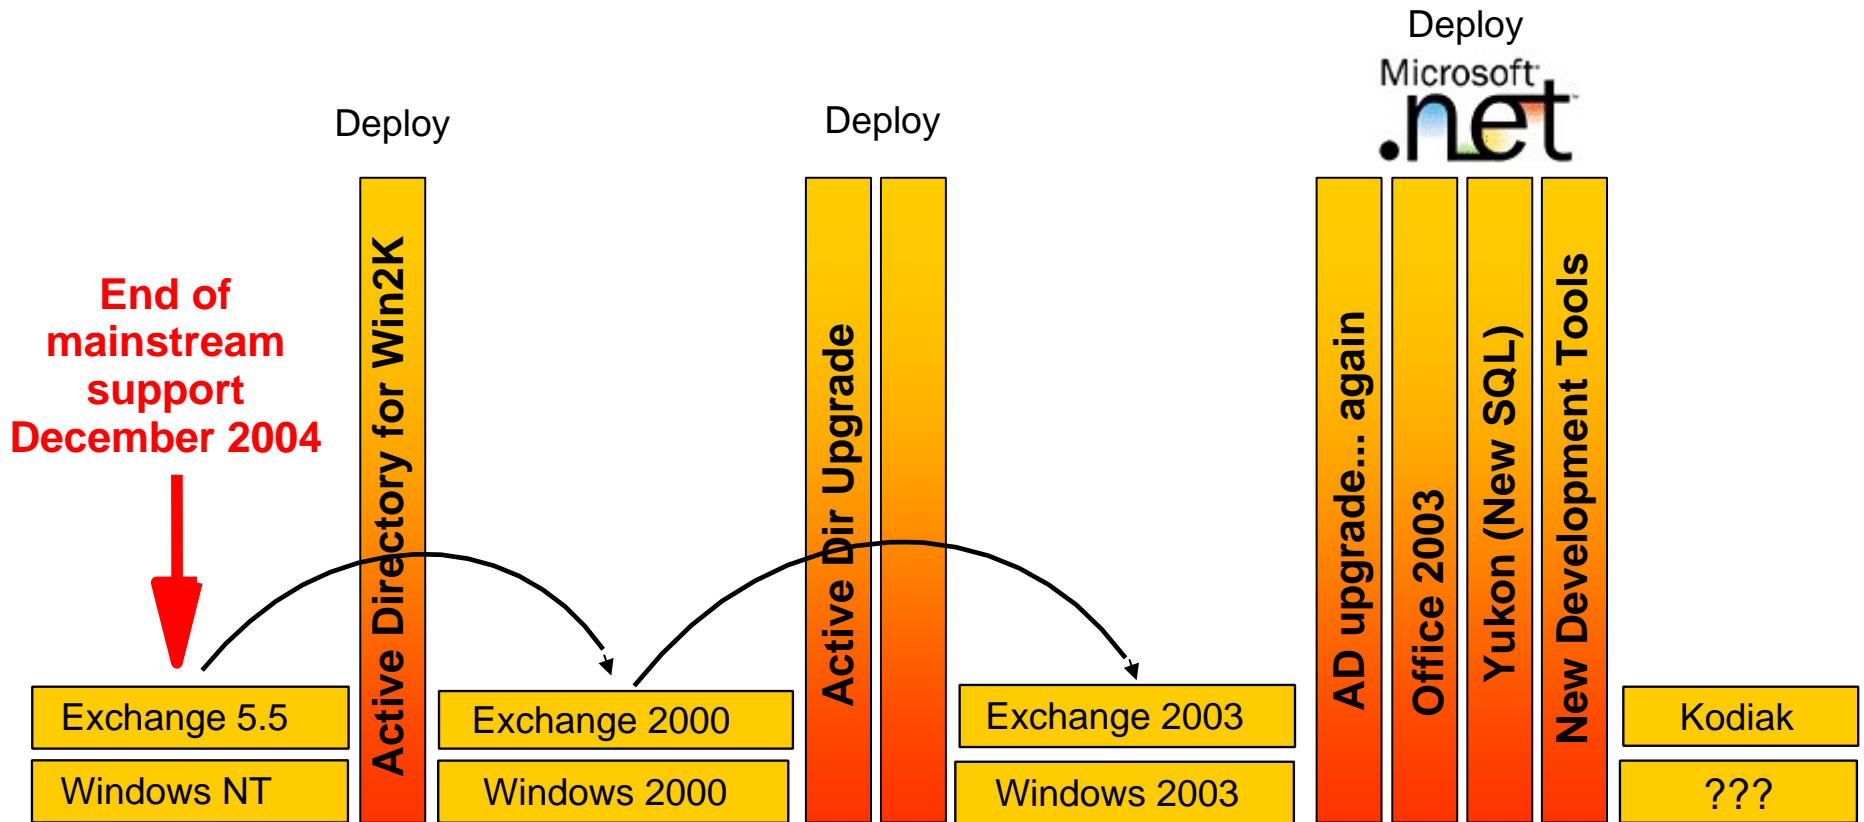 Deploy
Microsoft
.net
Deploy
Deploy
End of
mainstream
support
December 2004
Active Directory for Win2K
Active Dir Upgrade
AD upgrade... again
Office 2003
Yukon (New SQL)
New Development Tools
Exchange 5.5
Exchange 2000
Exchange 2003
Kodiak
Windows NT
Windows 2000
Windows 2003
???